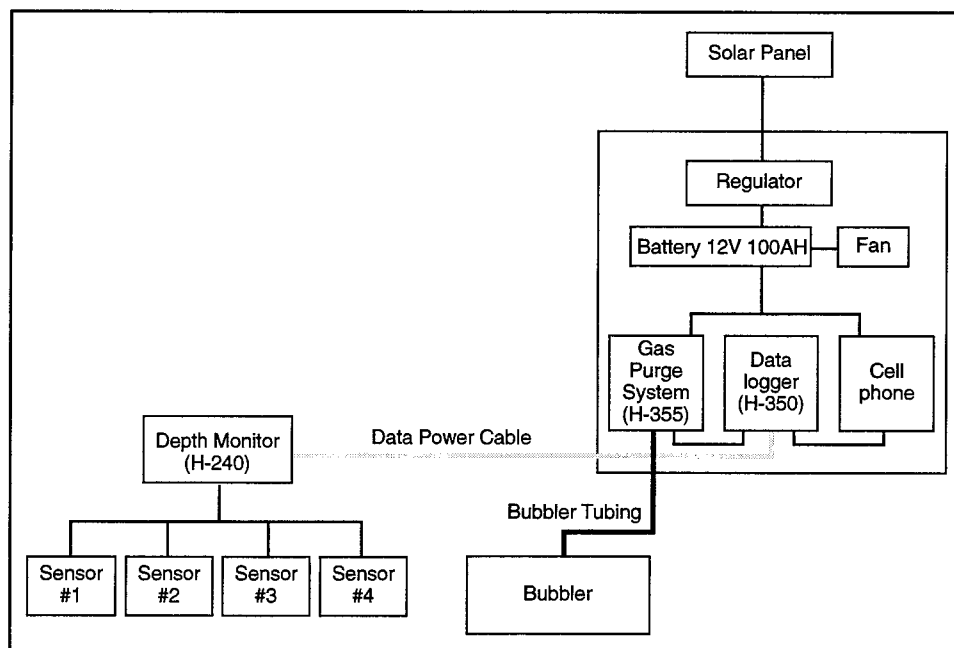 Solar Panel
Regulator
Battery 12V 100AH
Fan
Gas
Purge
System
(H-355)
Data
logger
(H-350)
Cell
phone
Depth Monitor
(H-240)
Data Power Cable
Bubbler Tubing
Sensor
#1
Sensor
#2
Sensor
#3
Sensor
#4
Bubbler